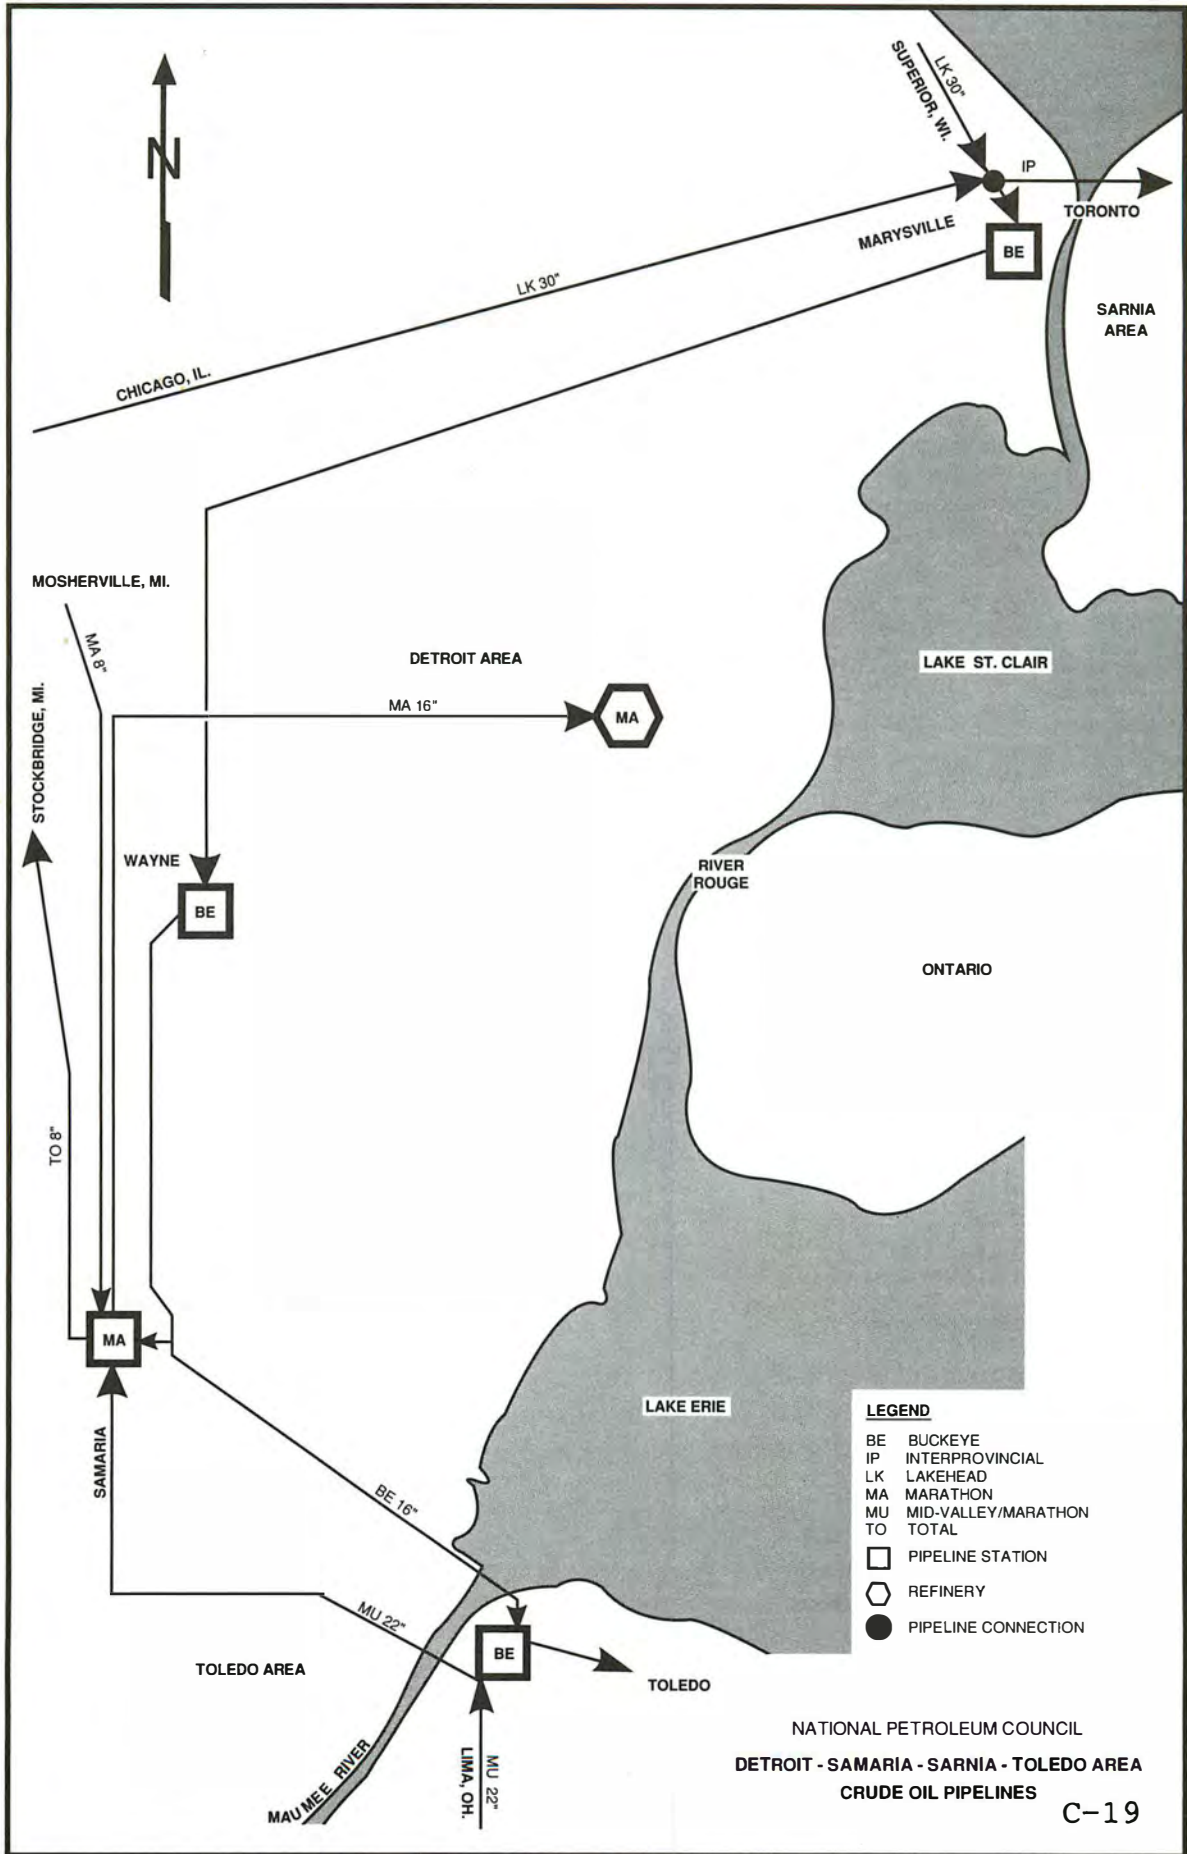 N
LK 30"
SUPERIOR, WI.
IP
TORONTO
MARYSVILLE
BE
SARNIA
AREA
LK 30"
CHICAGO, IL.
MOSHERVILLE, MI.
MA 8"
DETROIT AREA
LAKE ST. CLAIR
STOCKBRIDGE, MI.
MA 16"
MA
WAYNE
BE
RIVER
ROUGE
ONTARIO
TO 8"
MA
SAMARIA
LAKE ERIE
BE 16"
MU 22"
BE
TOLEDO AREA
TOLEDO
MAUMEE RIVER
MU 22"
LIMA, OH.
LEGEND
BE BUCKEYE
IP INTERPROVINCIAL
LK LAKEHEAD
MA MARATHON
MU MID-VALLEY/MARATHON
TO TOTAL
PIPELINE STATION
REFINERY
PIPELINE CONNECTION
NATIONAL PETROLEUM COUNCIL
DETROIT - SAMARIA - SARNIA - TOLEDO AREA
CRUDE OIL PIPELINES
C-19